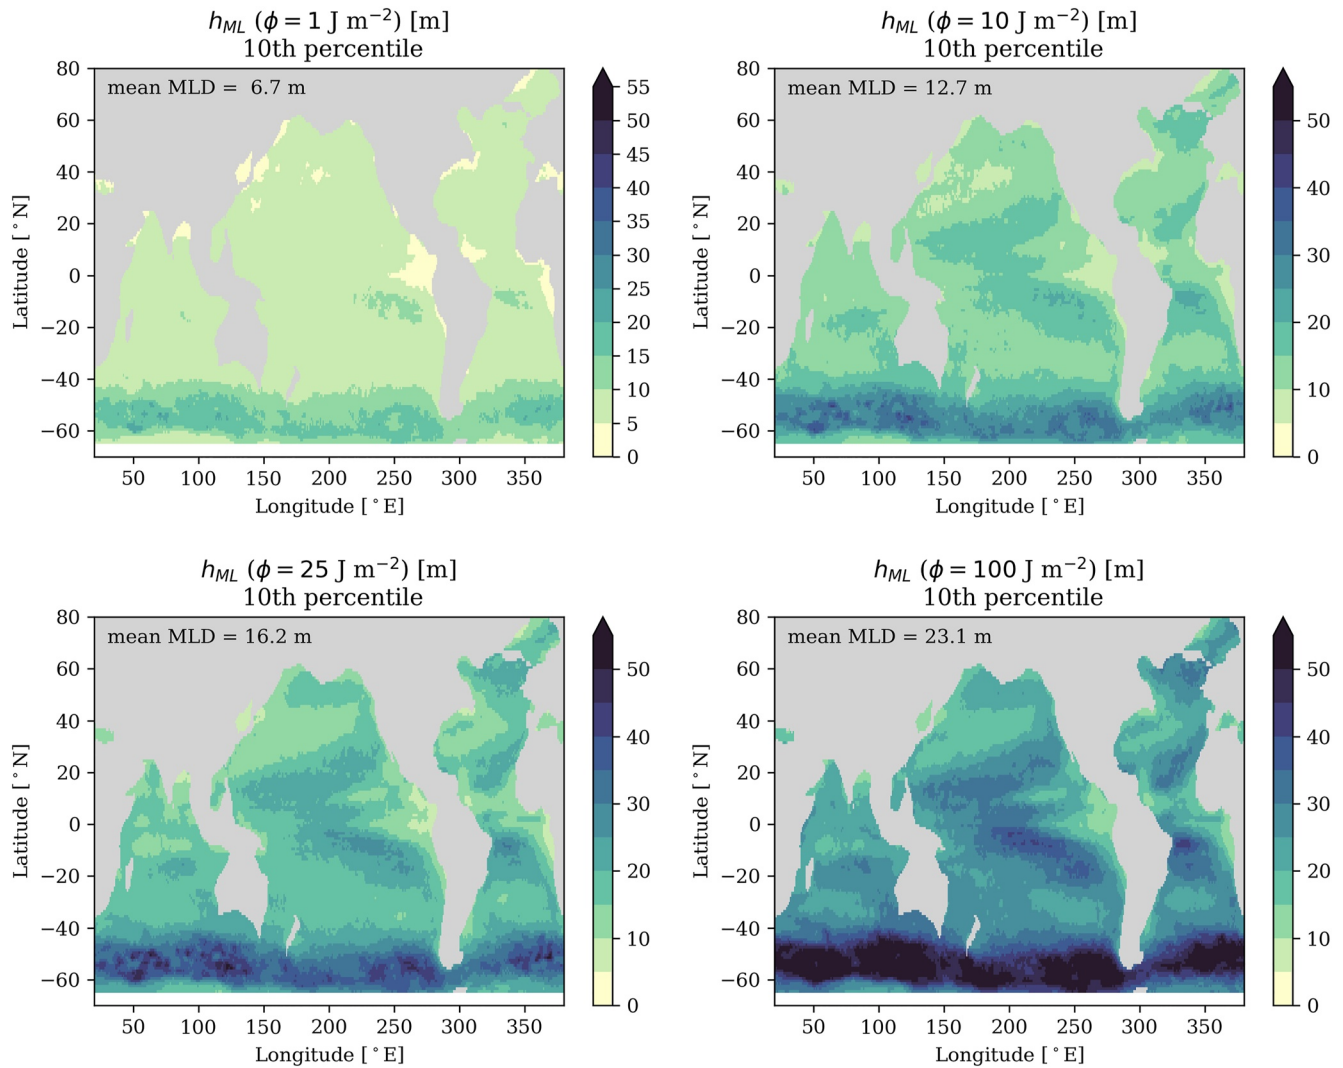 h_ML (ϕ = 1 J m⁻²) [m]
10th percentile
mean MLD =  6.7 m
80
60
40
20
0
−20
−40
−60
Latitude [°N]
50 100 150 200 250 300 350
Longitude [°E]
55
50
45
40
35
30
25
20
15
10
5
0
h_ML (ϕ = 10 J m⁻²) [m]
10th percentile
mean MLD = 12.7 m
80
60
40
20
0
−20
−40
−60
Latitude [°N]
50 100 150 200 250 300 350
Longitude [°E]
50
40
30
20
10
0
h_ML (ϕ = 25 J m⁻²) [m]
10th percentile
mean MLD = 16.2 m
80
60
40
20
0
−20
−40
−60
Latitude [°N]
50 100 150 200 250 300 350
Longitude [°E]
50
40
30
20
10
0
h_ML (ϕ = 100 J m⁻²) [m]
10th percentile
mean MLD = 23.1 m
80
60
40
20
0
−20
−40
−60
Latitude [°N]
50 100 150 200 250 300 350
Longitude [°E]
50
40
30
20
10
0